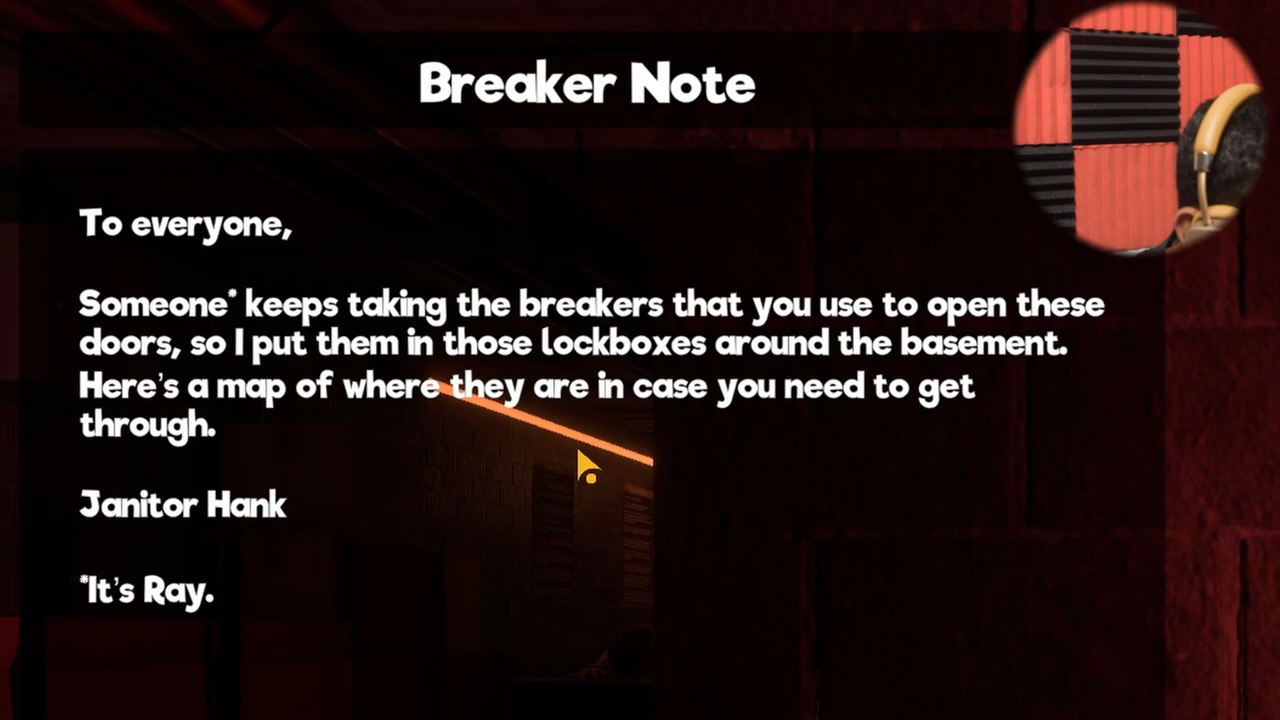 Breaker Note
To everyone,
Someone* keeps taking the breakers that you use to open these
doors, so I put them in those lockboxes around the basement.
Here's a map of where they are in case you need to get
through.
Janitor Hank
*It's Ray.